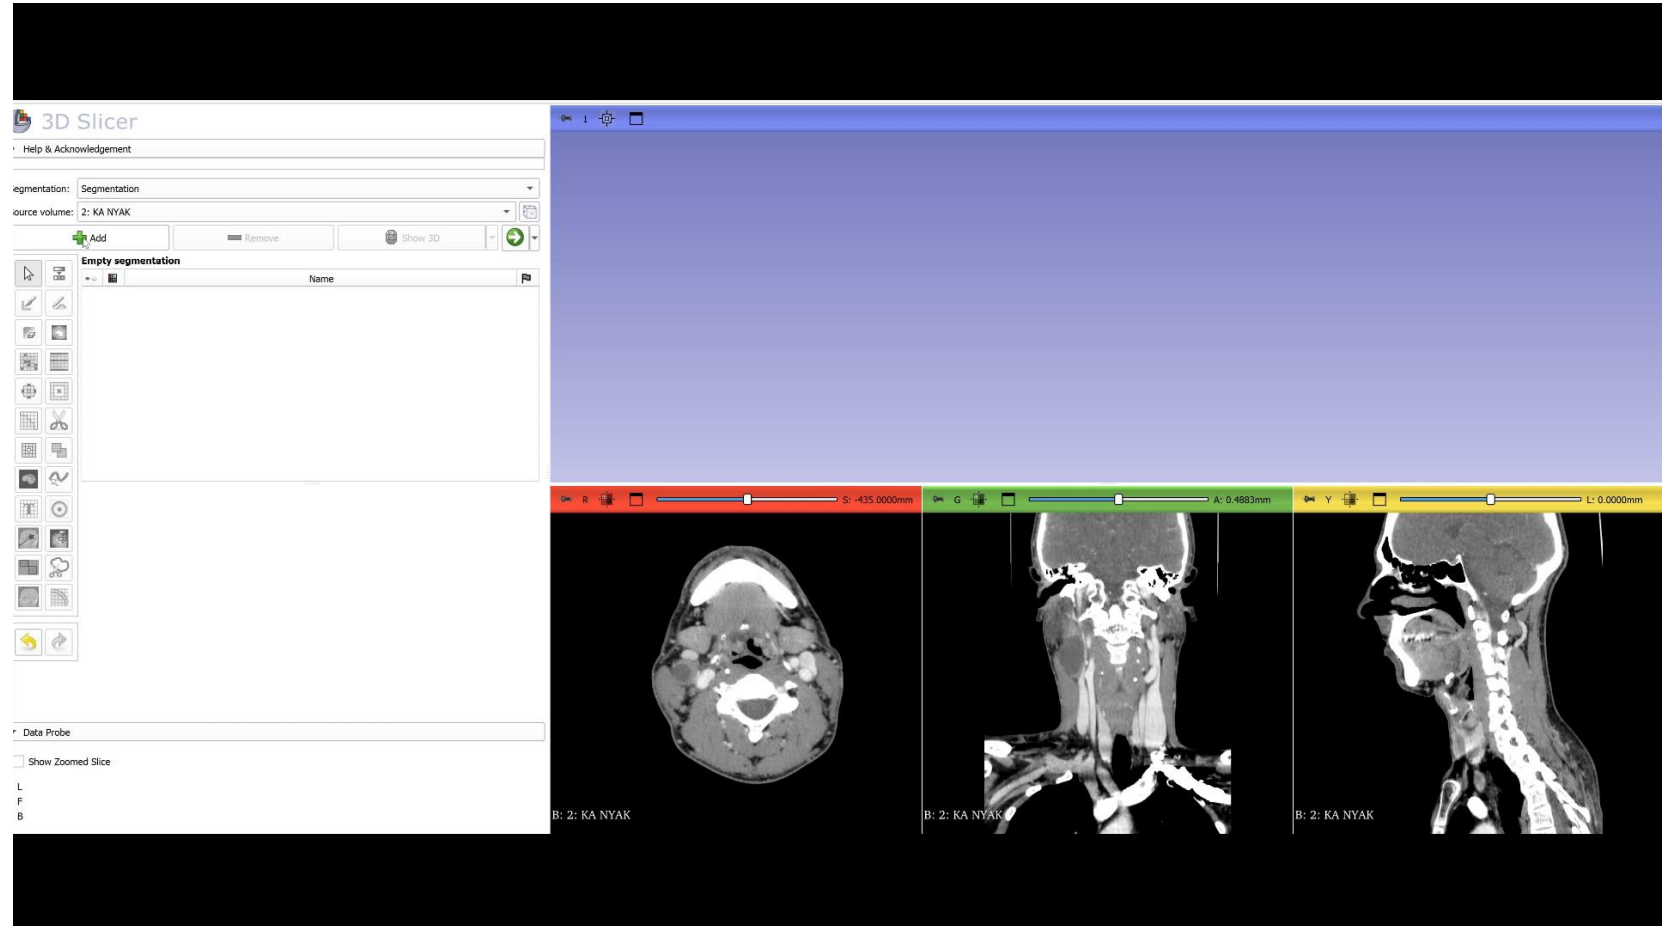 3D Slicer
Help & Acknowledgement
egmentation: Segmentation
ource volume: 2: KA NYAK
Add Remove Show 3D
Empty segmentation
Name
Data Probe
Show Zoomed Slice
L
F
B
1
R S: -435.0000mm
G A: 0.4883mm
Y L: 0.0000mm
B: 2: KA NYAK
B: 2: KA NYAK
B: 2: KA NYAK